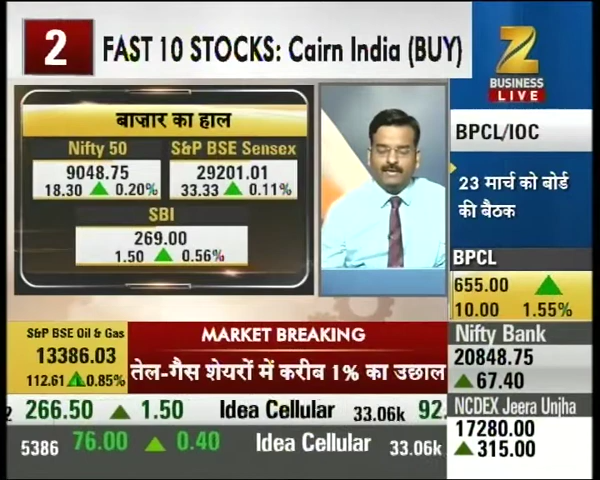 2
FAST 10 STOCKS: Cairn India (BUY)
Z
BUSINESS
LIVE
बाज़ार का हाल
Nifty 50
9048.75
18.30 0.20%
S&P BSE Sensex
29201.01
33.33 0.11%
SBI
269.00
1.50 0.56%
BPCL/IOC
23 मार्च को बोर्ड
की बैठक
BPCL
655.00
10.00 1.55%
S&P BSE Oil & Gas
13386.03
112.61 0.85%
MARKET BREAKING
तेल-गैस शेयरों में करीब 1% का उछाल
Nifty Bank
20848.75
67.40
266.50 1.50 Idea Cellular 33.06k 92.
5386 76.00 0.40 Idea Cellular 33.06k
NCDEX Jeera Unjha
17280.00
315.00